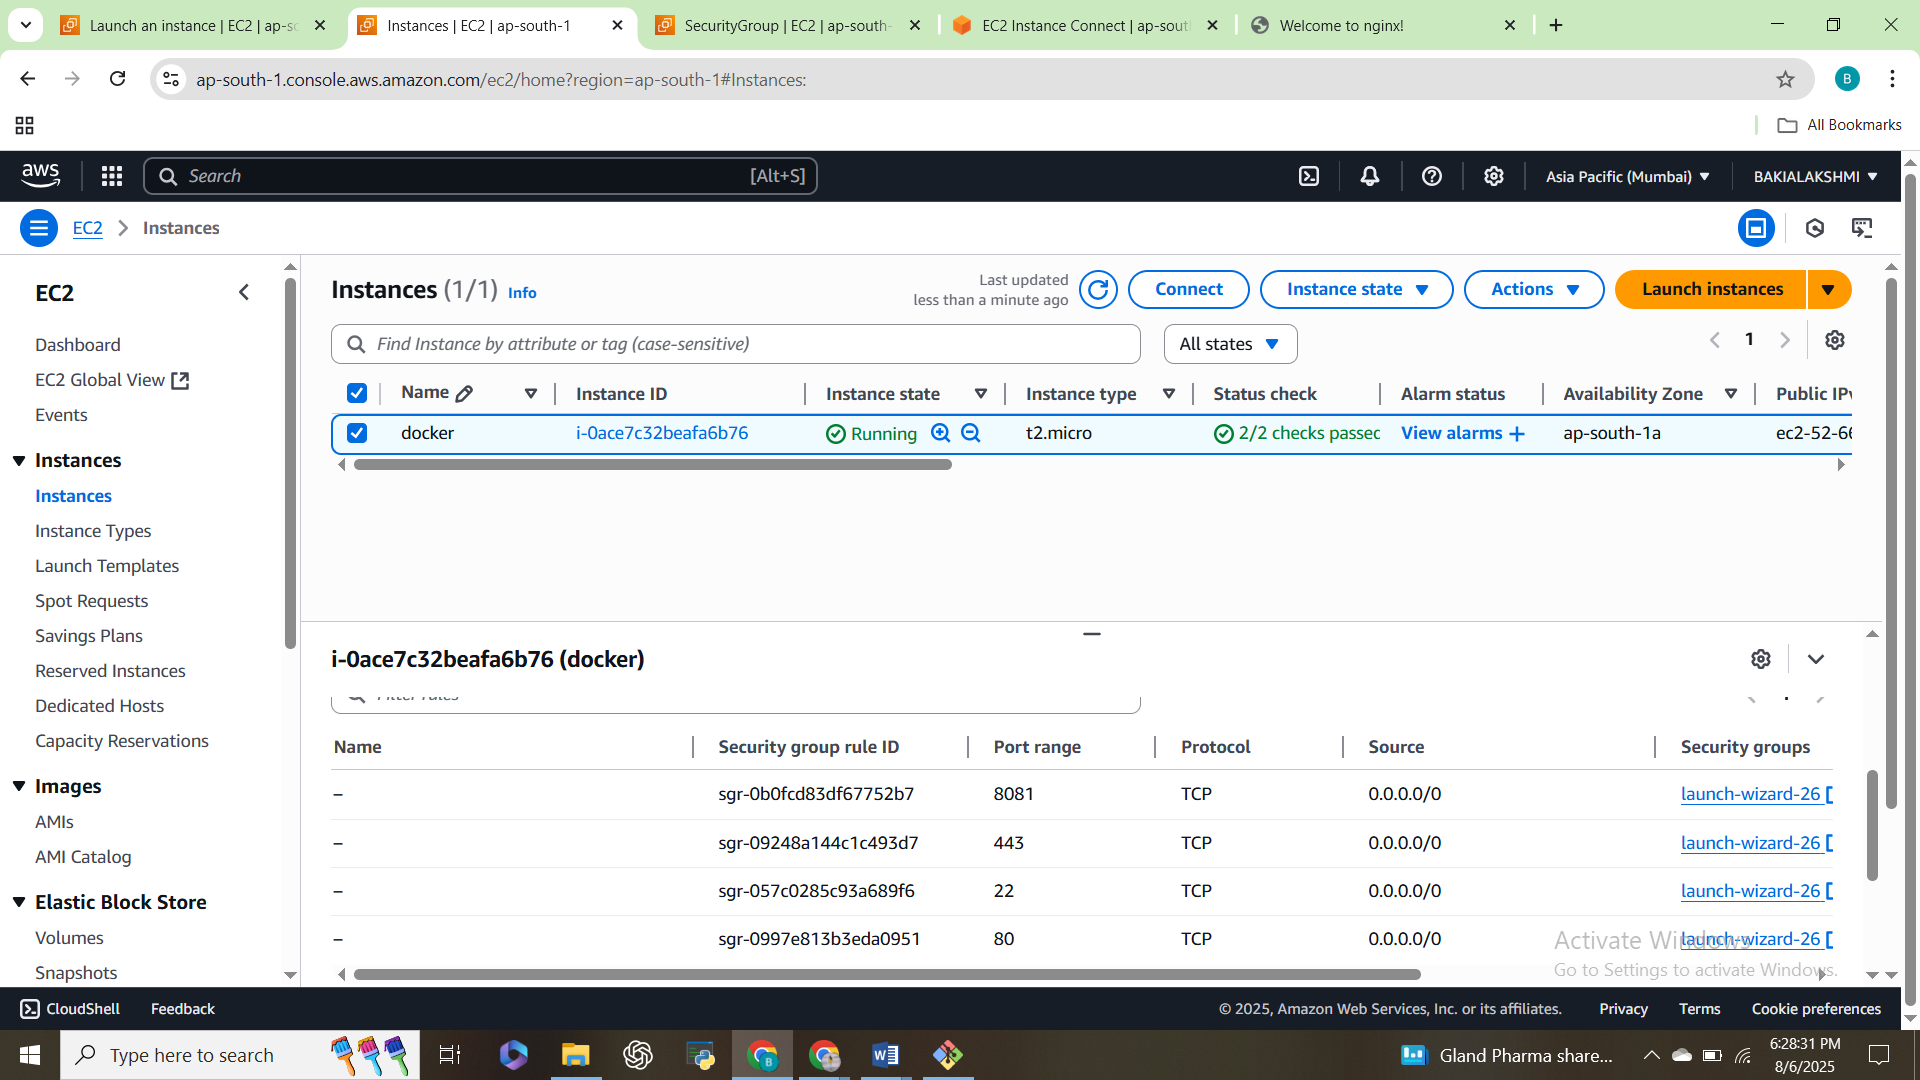 Launch an instance | EC2 | ap-sc
Instances | EC2 | ap-south-1
SecurityGroup | EC2 | ap-south-
EC2 Instance Connect | ap-sout
Welcome to nginx!
ap-south-1.console.aws.amazon.com/ec2/home?region=ap-south-1#Instances:
B
All Bookmarks
aws
Search
[Alt+S]
Asia Pacific (Mumbai)
BAKIALAKSHMI
EC2
Instances
EC2
Dashboard
EC2 Global View
Events
Instances
Instances
Instance Types
Launch Templates
Spot Requests
Savings Plans
Reserved Instances
Dedicated Hosts
Capacity Reservations
Images
AMIs
AMI Catalog
Elastic Block Store
Volumes
Snapshots
Instances (1/1) Info
Last updated
less than a minute ago
Connect
Instance state
Actions
Launch instances
Find Instance by attribute or tag (case-sensitive)
All states
1
Name Instance ID Instance state Instance type Status check Alarm status Availability Zone Public IPv
docker i-0ace7c32beafa6b76 Running t2.micro 2/2 checks passed View alarms + ap-south-1a ec2-52-66
i-0ace7c32beafa6b76 (docker)
Filter rules
Name Security group rule ID Port range Protocol Source Security groups
– sgr-0b0fcd83df67752b7 8081 TCP 0.0.0.0/0 launch-wizard-26
– sgr-09248a144c1c493d7 443 TCP 0.0.0.0/0 launch-wizard-26
– sgr-057c0285c93a689f6 22 TCP 0.0.0.0/0 launch-wizard-26
– sgr-0997e813b3eda0951 80 TCP 0.0.0.0/0 launch-wizard-26
Activate Windows
Go to Settings to activate Windows.
CloudShell
Feedback
© 2025, Amazon Web Services, Inc. or its affiliates.
Privacy
Terms
Cookie preferences
Type here to search
Gland Pharma share...
6:28:31 PM
8/6/2025